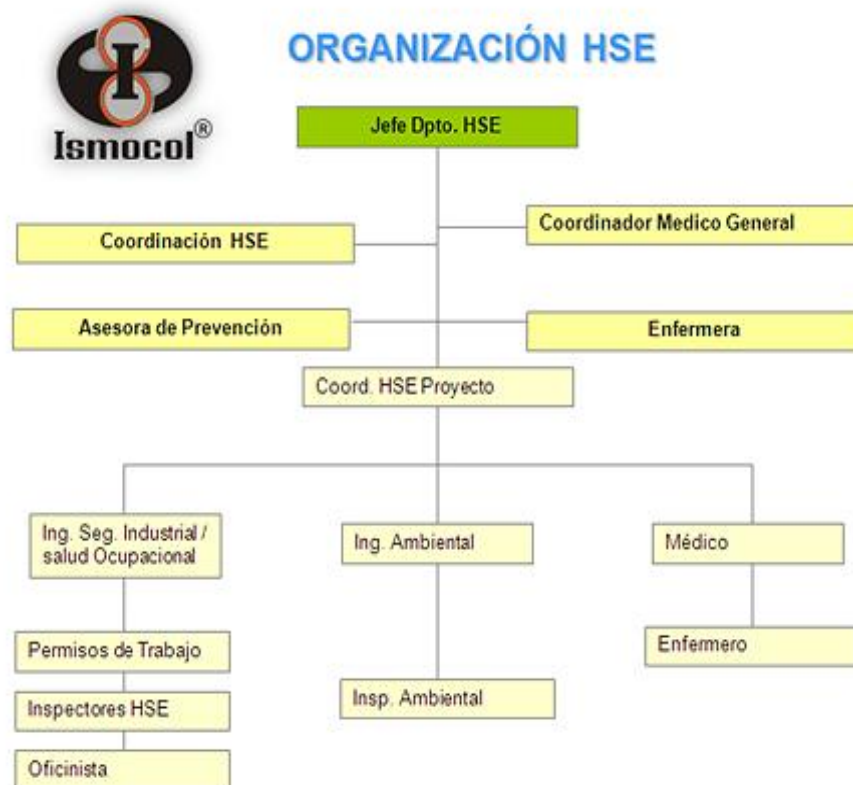 ORGANIZACIÓN HSE
Ismocol®
Jefe Dpto. HSE
Coordinador Medico General
Coordinación HSE
Asesora de Prevención
Enfermera
Coord. HSE Proyecto
Ing. Seg. Industrial /
salud Ocupacional
Ing. Ambiental
Médico
Permisos de Trabajo
Enfermero
Inspectores HSE
Insp. Ambiental
Oficinista